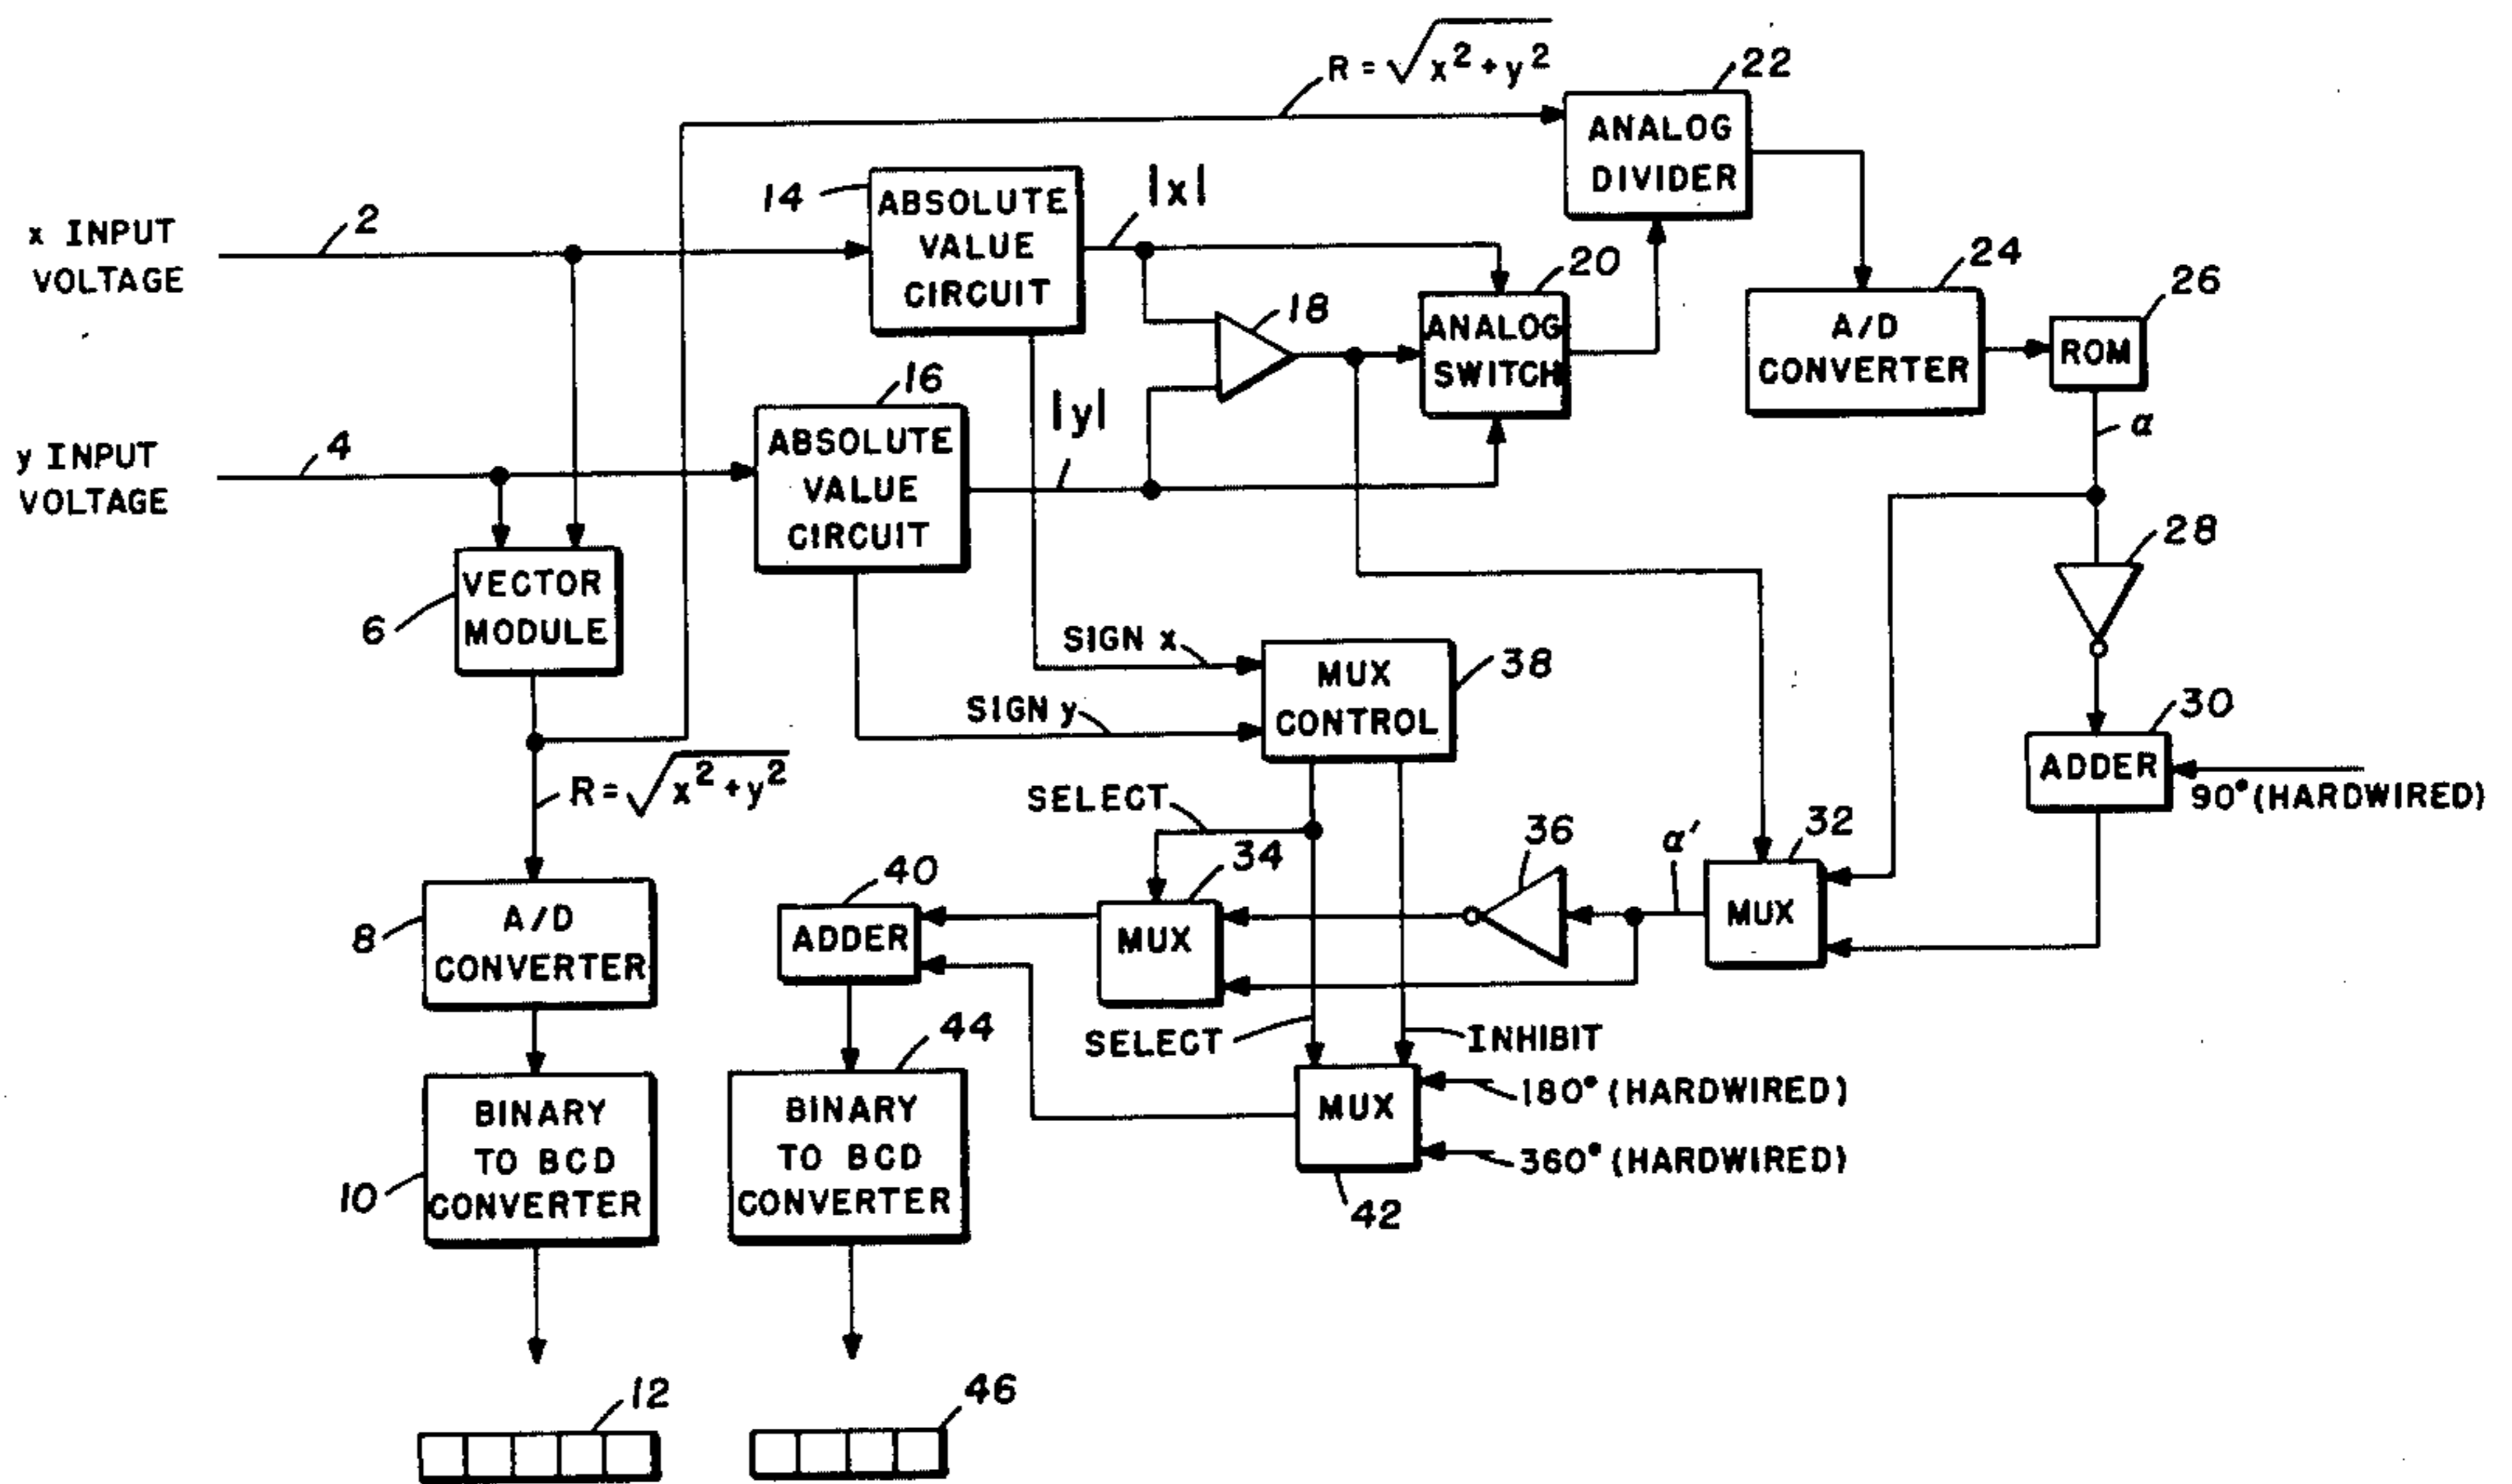 R = √x²+y²
22
ANALOG
DIVIDER
x INPUT
VOLTAGE
2
14
ABSOLUTE
VALUE
CIRCUIT
|x|
18
20
ANALOG
SWITCH
24
A/D
CONVERTER
26
ROM
α
y INPUT
VOLTAGE
4
16
ABSOLUTE
VALUE
CIRCUIT
|y|
28
VECTOR
MODULE
6
SIGN x
SIGN y
MUX
CONTROL
38
30
ADDER
90° (HARDWIRED)
R = √x²+y²
SELECT
34
MUX
36
α′
32
MUX
40
ADDER
8
A/D
CONVERTER
SELECT
INHIBIT
44
MUX
180° (HARDWIRED)
360° (HARDWIRED)
42
10
BINARY
TO BCD
CONVERTER
BINARY
TO BCD
CONVERTER
12
46